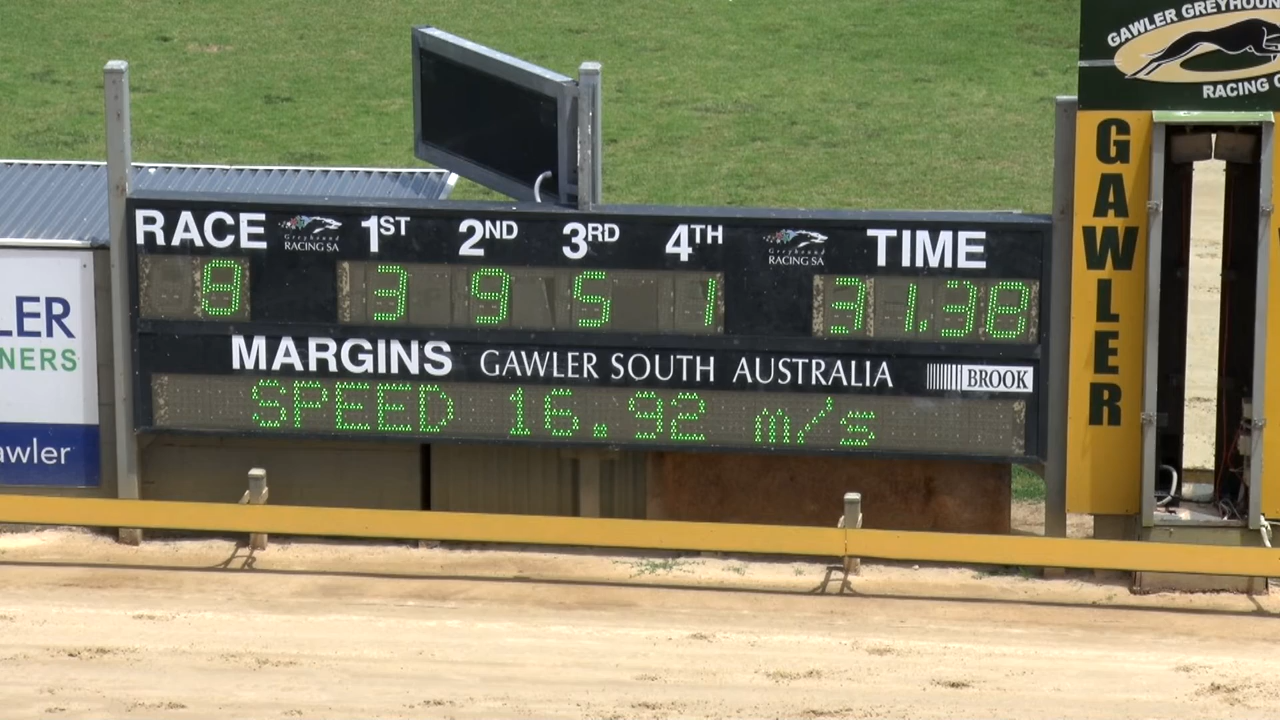 GAWLER GREYHOUN
RACING C
GAWLER
RACE 1ST 2ND 3RD 4TH TIME
Greyhound
RACING SA
Greyhound
RACING SA
8 3 9 5 1 31.38
MARGINS GAWLER SOUTH AUSTRALIA BROOK
SPEED 16.92 m/s
LER
NERS
awler